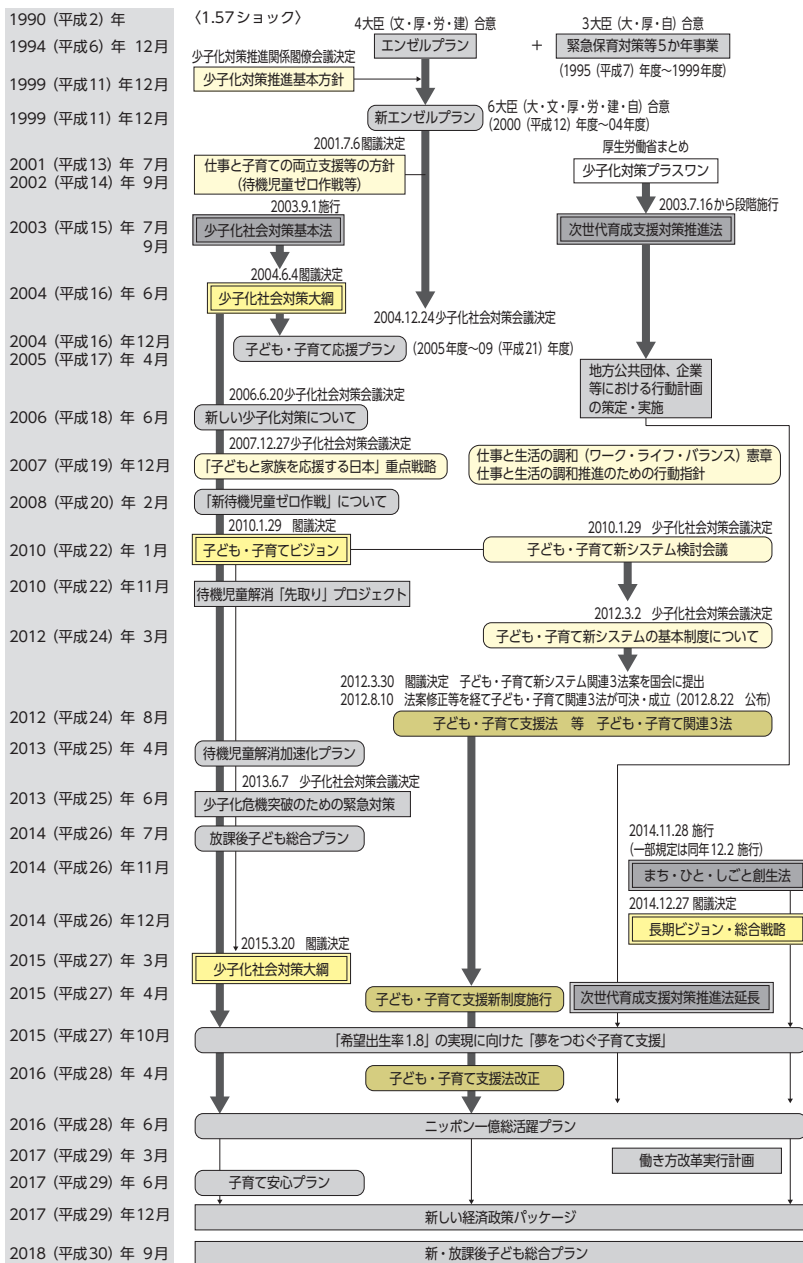 1990（平成2）年
〈1.57ショック〉
4大臣（文・厚・労・建）合意
3大臣（大・厚・自）合意
1994（平成6）年 12月
エンゼルプラン
+
緊急保育対策等5か年事業
（1995（平成7）年度～1999年度）
少子化対策推進関係閣僚会議決定
1999（平成11）年12月
少子化対策推進基本方針
1999（平成11）年12月
新エンゼルプラン
6大臣（大・文・厚・労・建・自）合意
（2000（平成12）年度～04年度）
2001.7.6閣議決定
厚生労働省まとめ
2001（平成13）年 7月
2002（平成14）年 9月
仕事と子育ての両立支援等の方針
（待機児童ゼロ作戦等）
少子化対策プラスワン
2003.9.1施行
2003.7.16から段階施行
2003（平成15）年 7月
9月
少子化社会対策基本法
次世代育成支援対策推進法
2004.6.4閣議決定
2004（平成16）年 6月
少子化社会対策大綱
2004.12.24少子化社会対策会議決定
2004（平成16）年12月
2005（平成17）年 4月
子ども・子育て応援プラン
（2005年度～09（平成21）年度）
地方公共団体、企業
等における行動計画
の策定・実施
2006.6.20少子化社会対策会議決定
2006（平成18）年 6月
新しい少子化対策について
2007.12.27少子化社会対策会議決定
2007（平成19）年12月
「子どもと家族を応援する日本」重点戦略
仕事と生活の調和（ワーク・ライフ・バランス）憲章
仕事と生活の調和推進のための行動指針
2008（平成20）年 2月
「新待機児童ゼロ作戦」について
2010.1.29 閣議決定
2010.1.29 少子化社会対策会議決定
2010（平成22）年 1月
子ども・子育てビジョン
子ども・子育て新システム検討会議
2010（平成22）年11月
待機児童解消「先取り」プロジェクト
2012.3.2 少子化社会対策会議決定
2012（平成24）年 3月
子ども・子育て新システムの基本制度について
2012.3.30 閣議決定 子ども・子育て新システム関連3法案を国会に提出
2012.8.10 法案修正等を経て子ども・子育て関連3法が可決・成立（2012.8.22 公布）
2012（平成24）年 8月
子ども・子育て支援法 等 子ども・子育て関連3法
2013（平成25）年 4月
待機児童解消加速化プラン
2013.6.7 少子化社会対策会議決定
2013（平成25）年 6月
少子化危機突破のための緊急対策
2014（平成26）年 7月
放課後子ども総合プラン
2014.11.28 施行
（一部規定は同年12.2 施行）
2014（平成26）年11月
まち・ひと・しごと創生法
2014.12.27 閣議決定
2014（平成26）年12月
長期ビジョン・総合戦略
2015.3.20 閣議決定
2015（平成27）年 3月
少子化社会対策大綱
2015（平成27）年 4月
子ども・子育て支援新制度施行
次世代育成支援対策推進法延長
2015（平成27）年10月
「希望出生率1.8」の実現に向けた「夢をつむぐ子育て支援」
2016（平成28）年 4月
子ども・子育て支援法改正
2016（平成28）年 6月
ニッポン一億総活躍プラン
2017（平成29）年 3月
働き方改革実行計画
2017（平成29）年 6月
子育て安心プラン
2017（平成29）年12月
新しい経済政策パッケージ
2018（平成30）年 9月
新・放課後子ども総合プラン